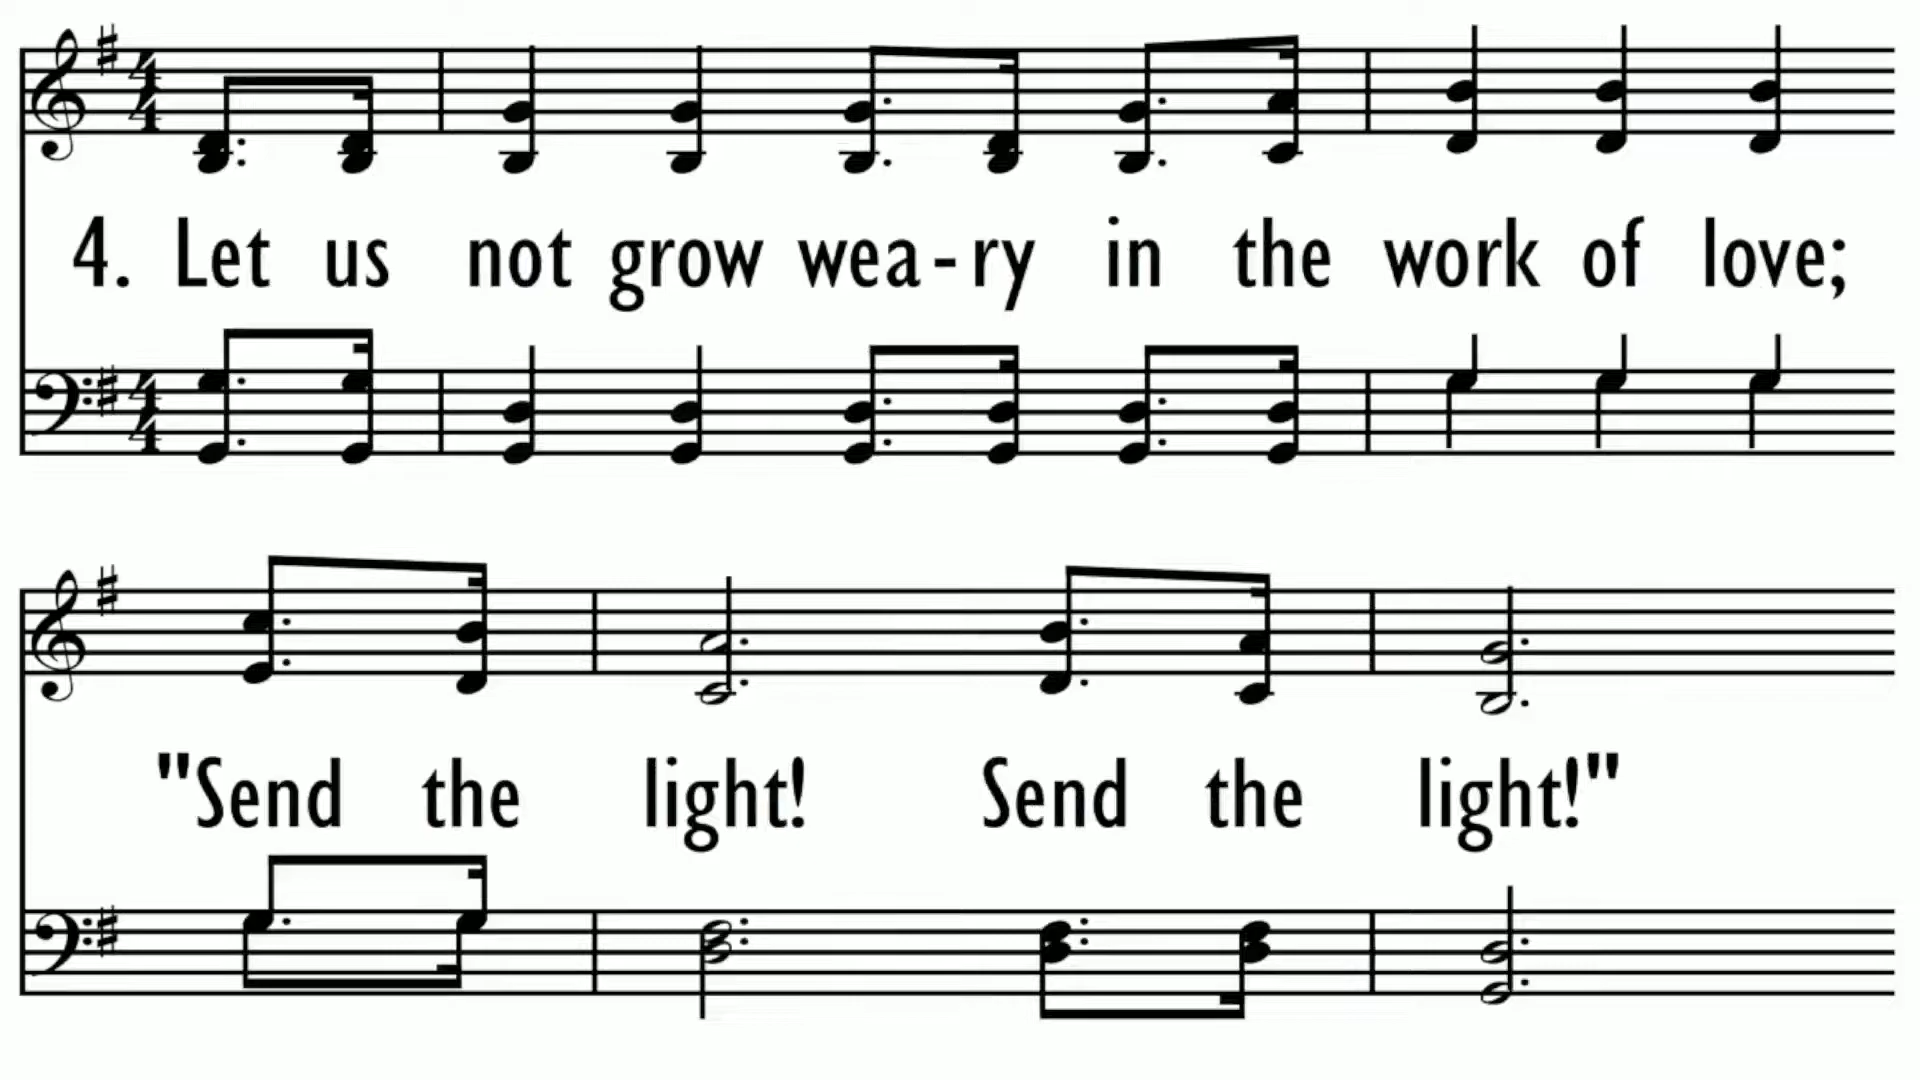 4. Let us not grow wea-ry in the work of love;
"Send the light! Send the light!"